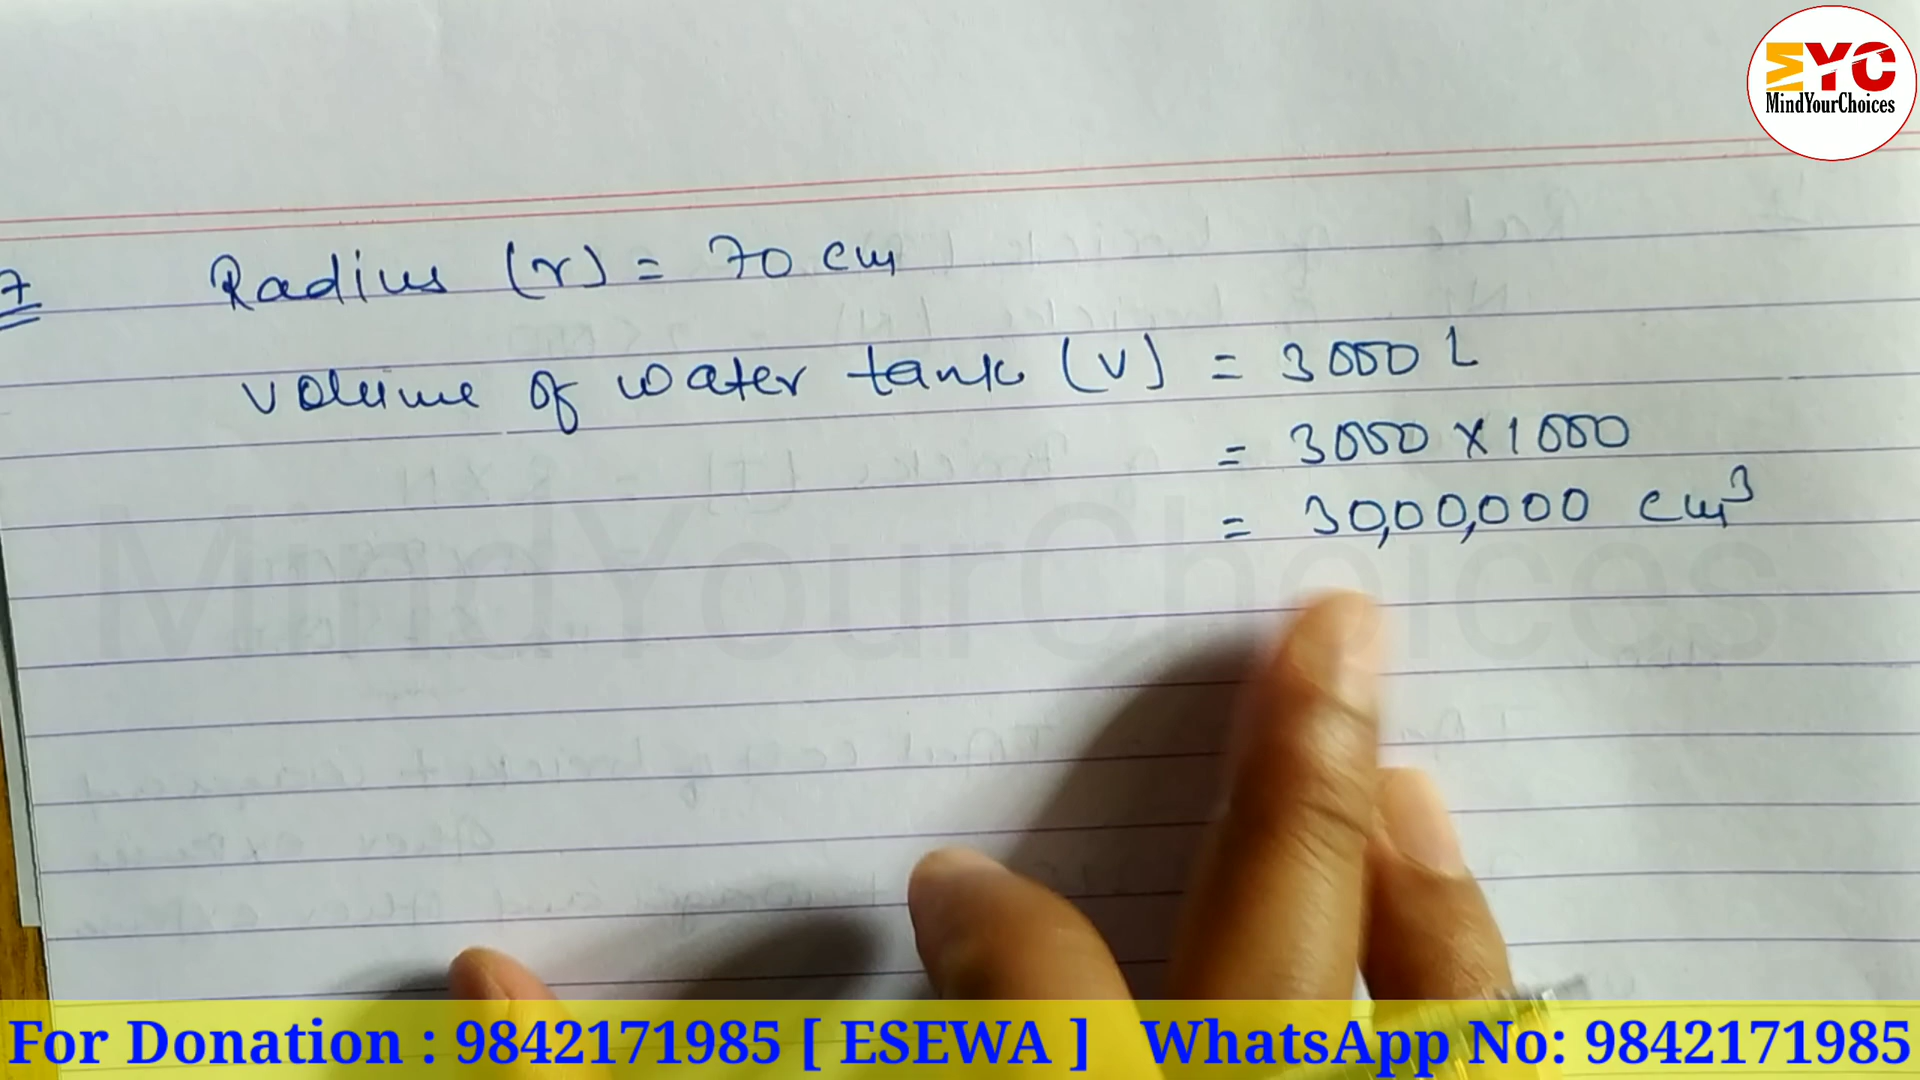 MYC
MindYourChoices
7 Radius (r) = 70 cm
Volume of water tank (V) = 3000 L
= 3000 × 1000
= 30,00,000 cm³
MindYourChoices
For Donation : 9842171985 [ ESEWA ] WhatsApp No: 9842171985